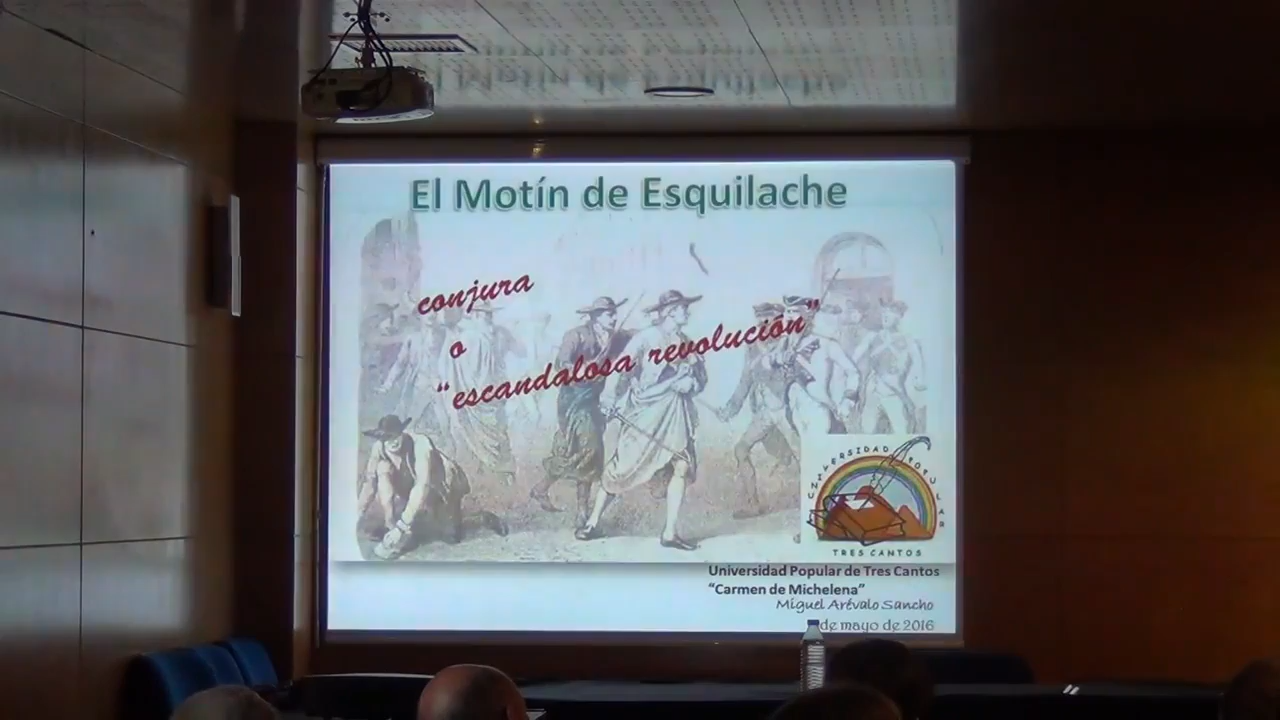 El Motín de Esquilache
conjura
o
“escandalosa revolución”
UNIVERSIDAD POPULAR
TRES CANTOS
Universidad Popular de Tres Cantos
“Carmen de Michelena”
Miguel Arévalo Sancho
de mayo de 2016